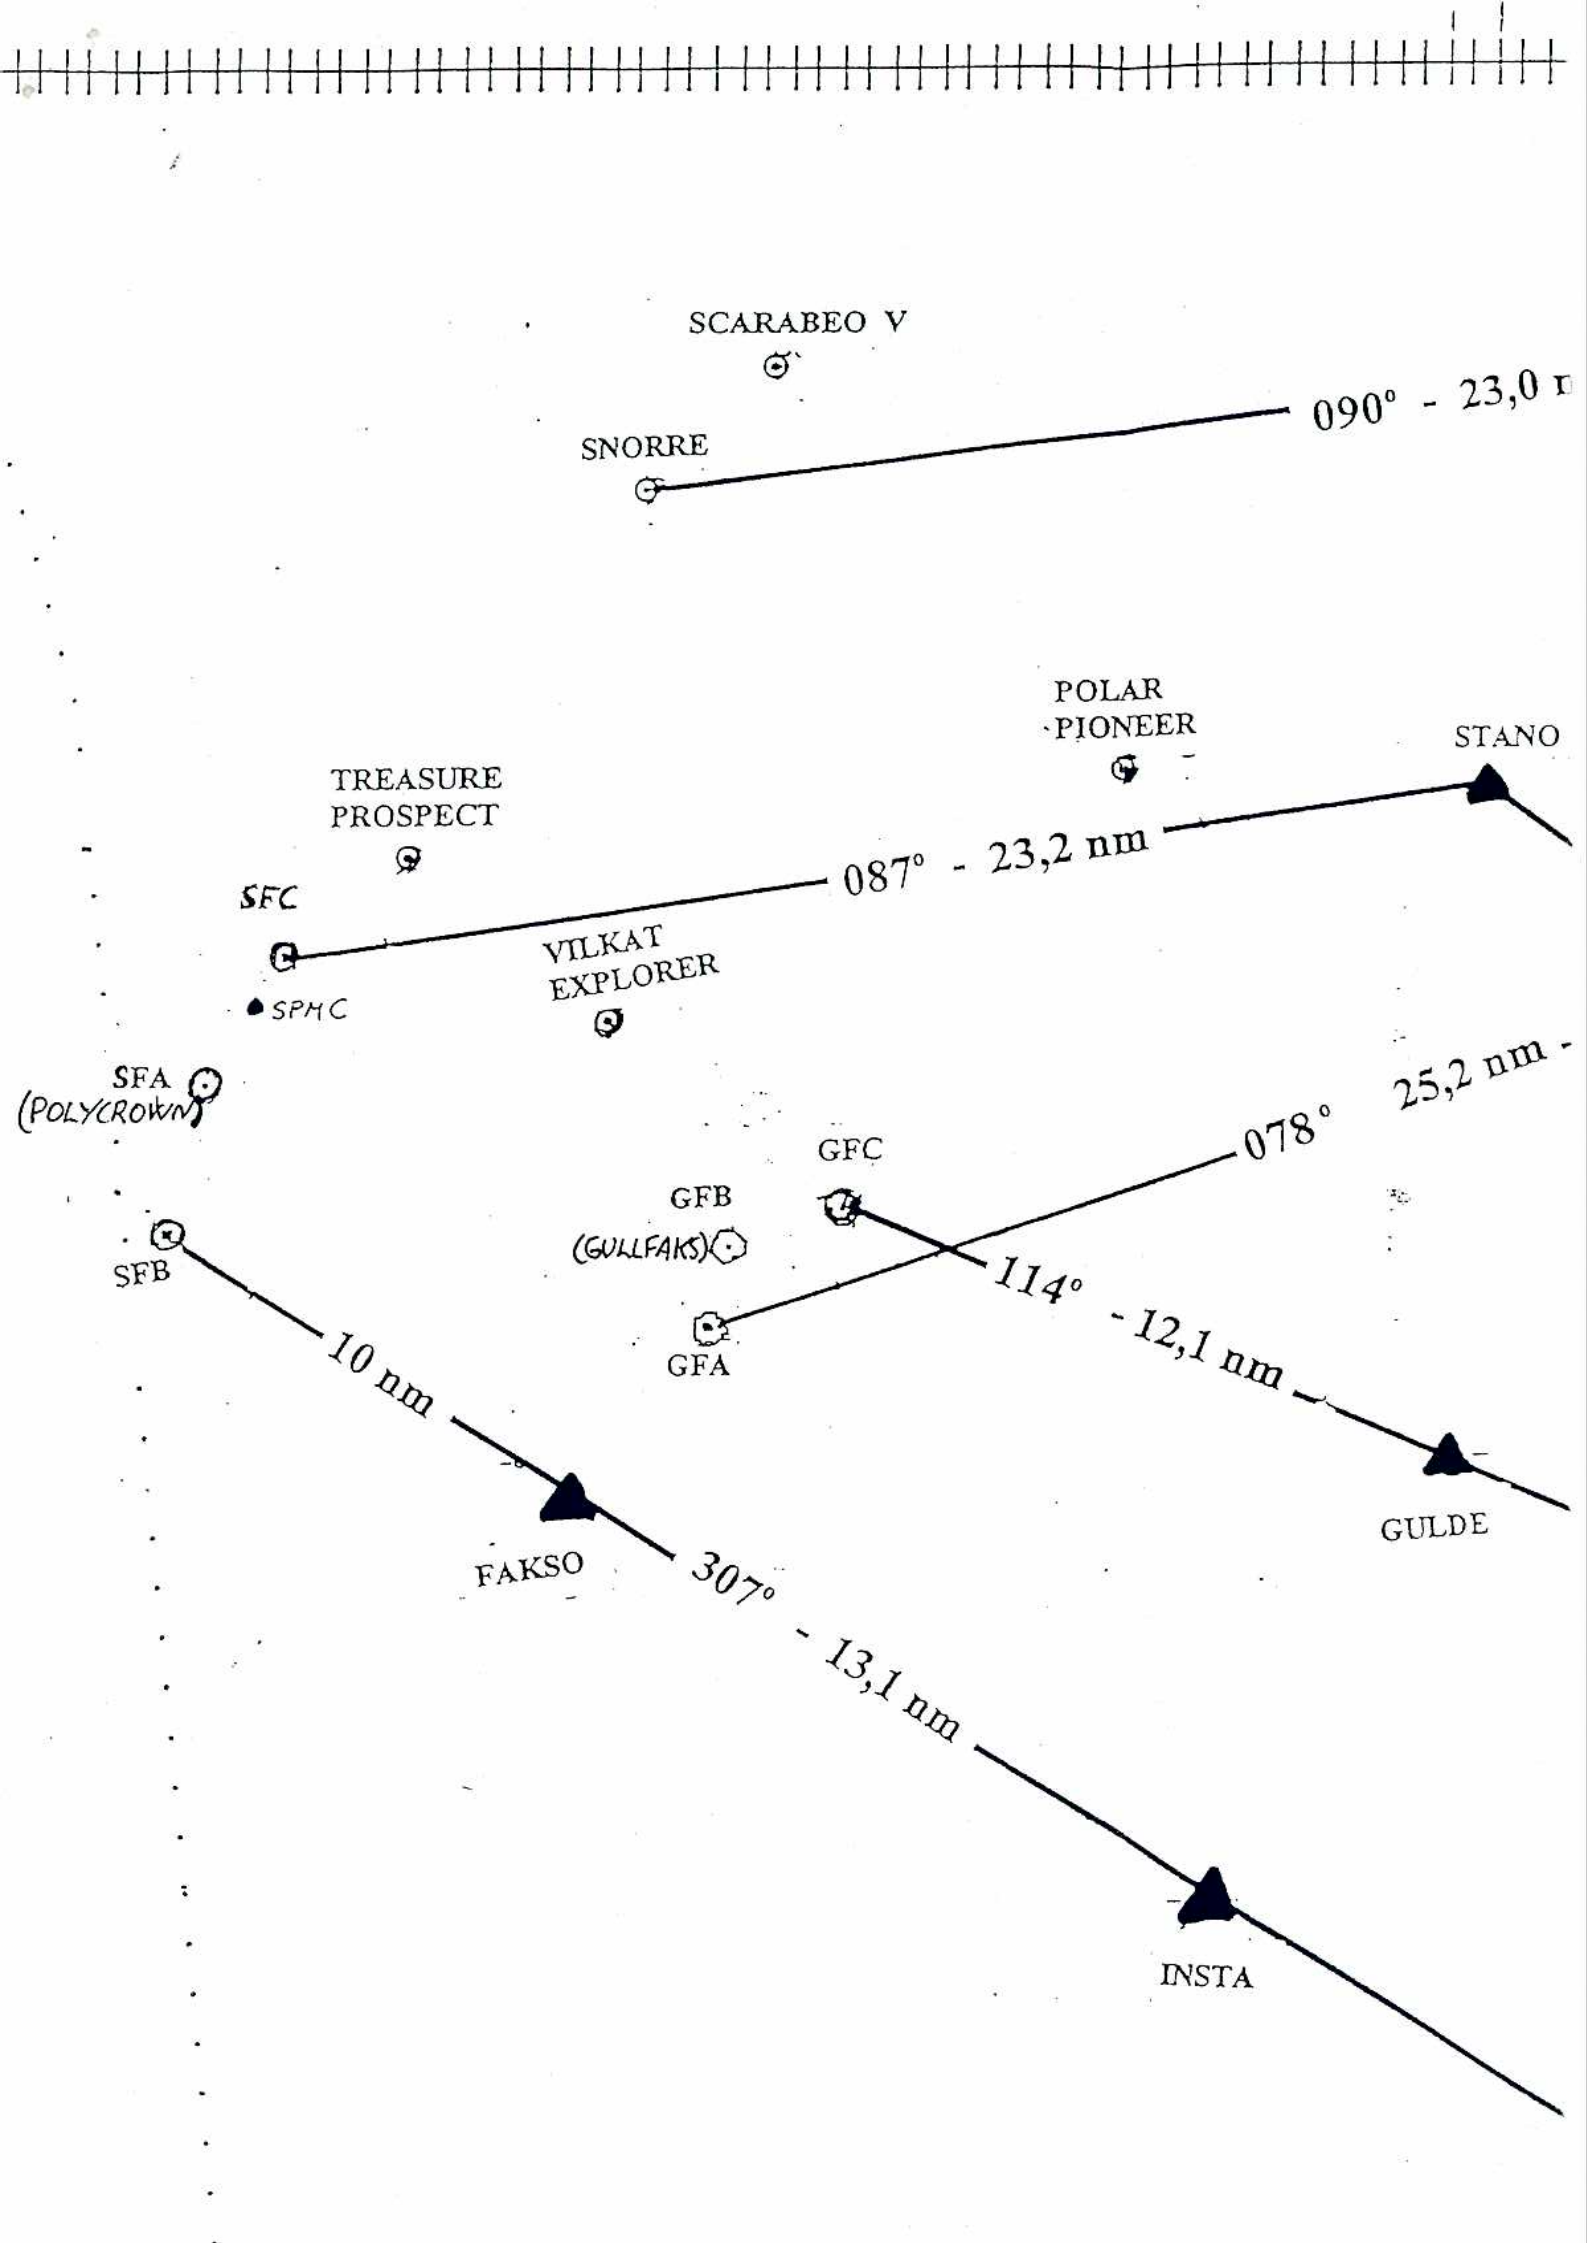 SCARABEO V
090° - 23,0
SNORRE
POLAR
PIONEER
STANO
TREASURE
PROSPECT
087° - 23,2 nm
SFC
VILKAT
EXPLORER
SPMC
SFA
(POLYCROWN)
25,2 nm -
078°
GFC
GFB
(GULLFAKS)
SFB
114° - 12,1 nm
GFA
10 nm
GULDE
FAKSO
307° - 13,1 nm
INSTA